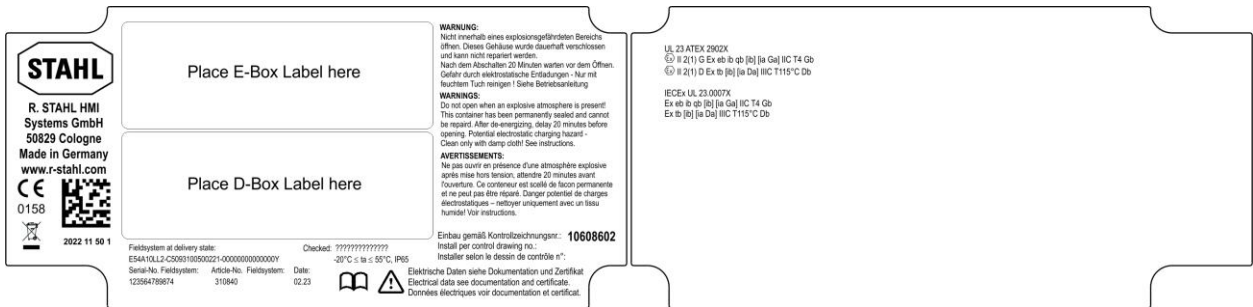 STAHL
R. STAHL HMI
Systems GmbH
50829 Cologne
Made in Germany
www.r-stahl.com
CE
0158
2022 11 50 1
Place E-Box Label here
Place D-Box Label here
Fieldsystem at delivery state:
Checked: ??????????????
E54A10LL2-C5093100500221-0000000000000Y
-20°C ≤ ta ≤ 55°C, IP65
Serial-No. Fieldsystem:
Article-No. Fieldsystem:
Date:
123564789874
310840
02.23
WARNUNG:
Nicht innerhalb eines explosionsgefährdeten Bereichs
öffnen. Dieses Gehäuse wurde dauerhaft verschlossen
und kann nicht repariert werden.
Nach dem Abschalten 20 Minuten warten vor dem Öffnen.
Gefahr durch elektrostatische Entladungen - Nur mit
feuchtem Tuch reinigen ! Siehe Betriebsanleitung
WARNINGS:
Do not open when an explosive atmosphere is present!
This container has been permanently sealed and cannot
be repaird. After de-energizing, delay 20 minutes before
opening. Potential electrostatic charging hazard -
Clean only with damp cloth! See instructions.
AVERTISSEMENTS:
Ne pas ouvrir en présence d'une atmosphère explosive
après mise hors tension, attendre 20 minutes avant
l'ouverture. Ce conteneur est scellé de facon permanente
et ne peut pas être réparé. Danger potentiel de charges
électrostatiques – nettoyer uniquement avec un tissu
humide! Voir instructions.
Einbau gemäß Kontrollzeichnungsnr.: 10608602
Install per control drawing no.:
Installer selon le dessin de contrôle n°:
Elektrische Daten siehe Dokumentation und Zertifikat
Electrical data see documentation and certificate.
Données électriques voir documentation et certificat.
UL 23 ATEX 2902X
Ex II 2(1) G Ex eb ib qb [ib] [ia Ga] IIC T4 Gb
Ex II 2(1) D Ex tb [ib] [ia Da] IIIC T115°C Db
IECEx UL 23.0007X
Ex eb ib qb [ib] [ia Ga] IIC T4 Gb
Ex tb [ib] [ia Da] IIIC T115°C Db